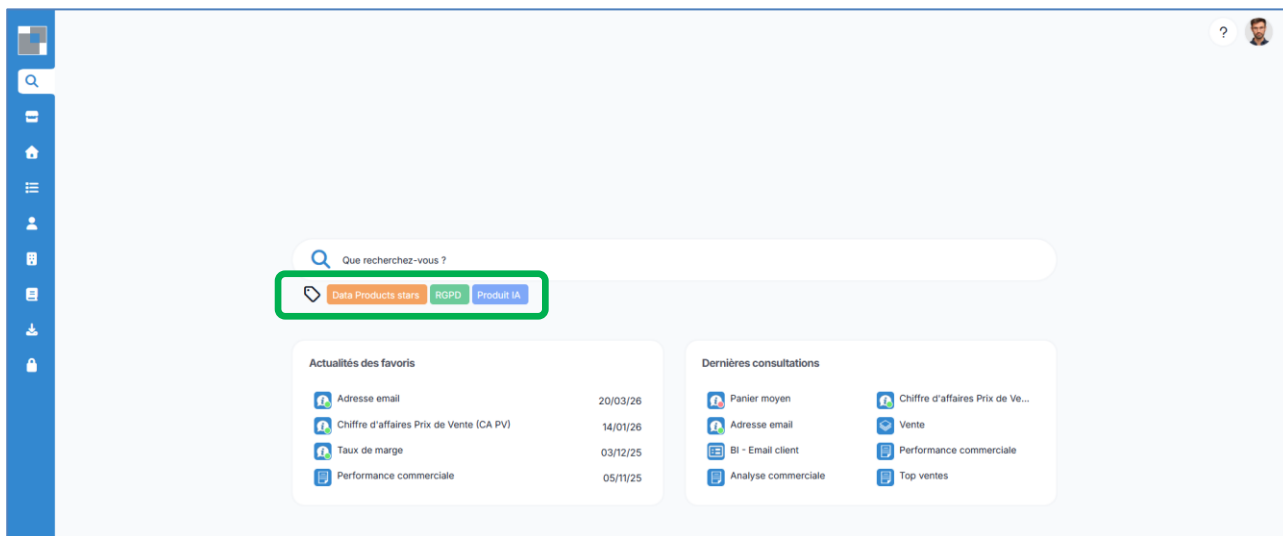 ?
Que recherchez-vous ?
Data Products stars RGPD Produit IA
Actualités des favoris
Adresse email 20/03/26
Chiffre d'affaires Prix de Vente (CA PV) 14/01/26
Taux de marge 03/12/25
Performance commerciale 05/11/25
Dernières consultations
Panier moyen Chiffre d'affaires Prix de Ve...
Adresse email Vente
BI - Email client Performance commerciale
Analyse commerciale Top ventes